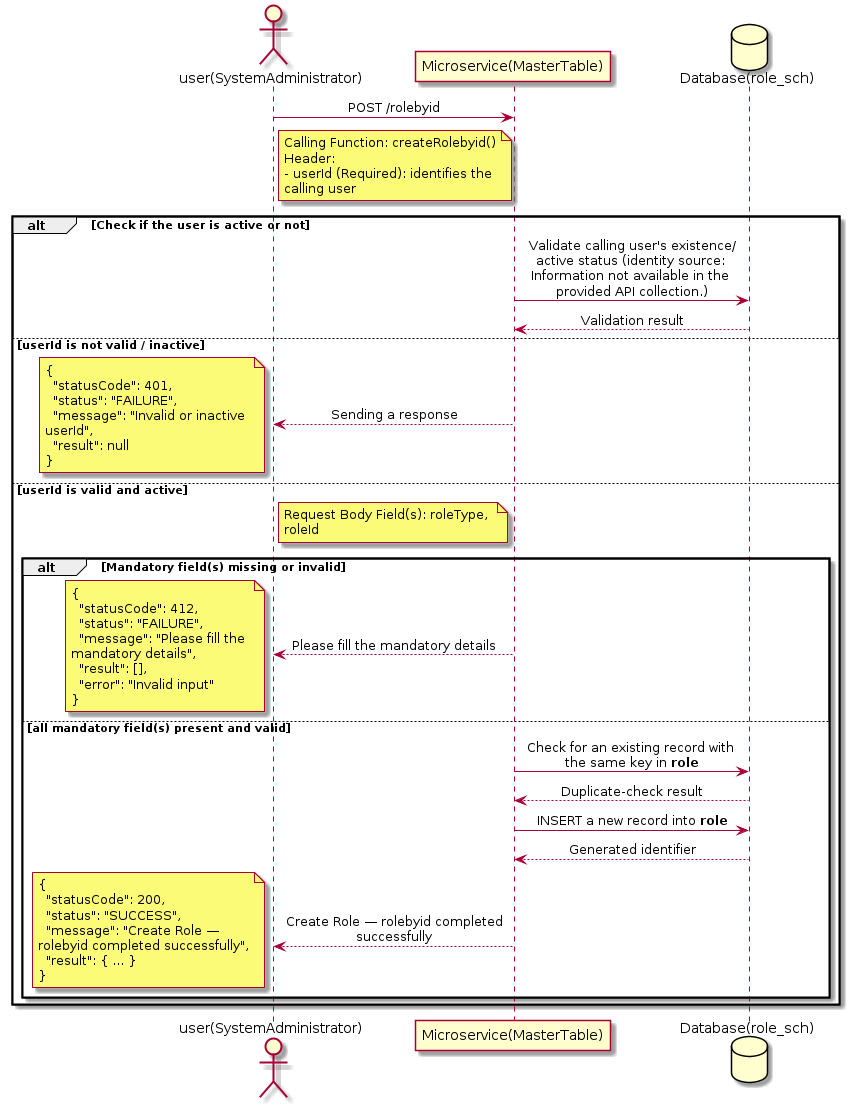 user(SystemAdministrator)
Microservice(MasterTable)
Database(role_sch)
POST /rolebyid
Calling Function: createRolebyid()
Header:
- userId (Required): identifies the
calling user
alt [Check if the user is active or not]
Validate calling user's existence/
active status (identity source:
Information not available in the
provided API collection.)
Validation result
[userId is not valid / inactive]
{
"statusCode": 401,
"status": "FAILURE",
"message": "Invalid or inactive
userId",
"result": null
}
Sending a response
[userId is valid and active]
Request Body Field(s): roleType,
roleId
alt [Mandatory field(s) missing or invalid]
{
"statusCode": 412,
"status": "FAILURE",
"message": "Please fill the
mandatory details",
"result": [],
"error": "Invalid input"
}
Please fill the mandatory details
[all mandatory field(s) present and valid]
Check for an existing record with
the same key in role
Duplicate-check result
INSERT a new record into role
Generated identifier
{
"statusCode": 200,
"status": "SUCCESS",
"message": "Create Role —
rolebyid completed successfully",
"result": { ... }
}
Create Role — rolebyid completed
successfully
user(SystemAdministrator)
Microservice(MasterTable)
Database(role_sch)